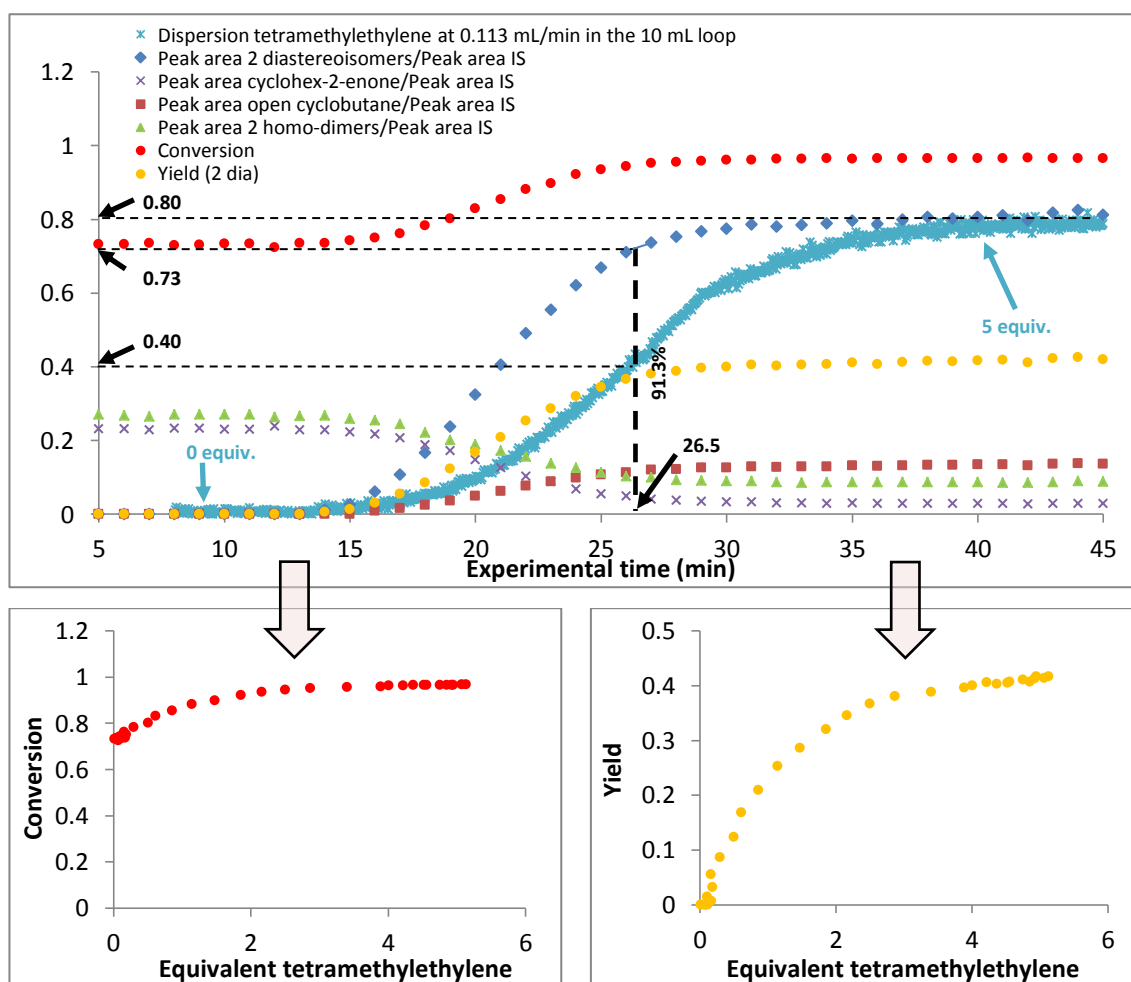 Dispersion tetramethylethylene at 0.113 mL/min in the 10 mL loop
Peak area 2 diastereoisomers/Peak area IS
Peak area cyclohex-2-enone/Peak area IS
Peak area open cyclobutane/Peak area IS
Peak area 2 homo-dimers/Peak area IS
Conversion
Yield (2 dia)
1.2
1
0.8
0.6
0.4
0.2
0
0.80
0.73
0.40
0 equiv.
5 equiv.
91.3%
26.5
5 10 15 20 25 30 35 40 45
Experimental time (min)
Conversion
1.2
1
0.8
0.6
0.4
0.2
0
0 2 4 6
Equivalent tetramethylethylene
Yield
0.5
0.4
0.3
0.2
0.1
0
0 2 4 6
Equivalent tetramethylethylene